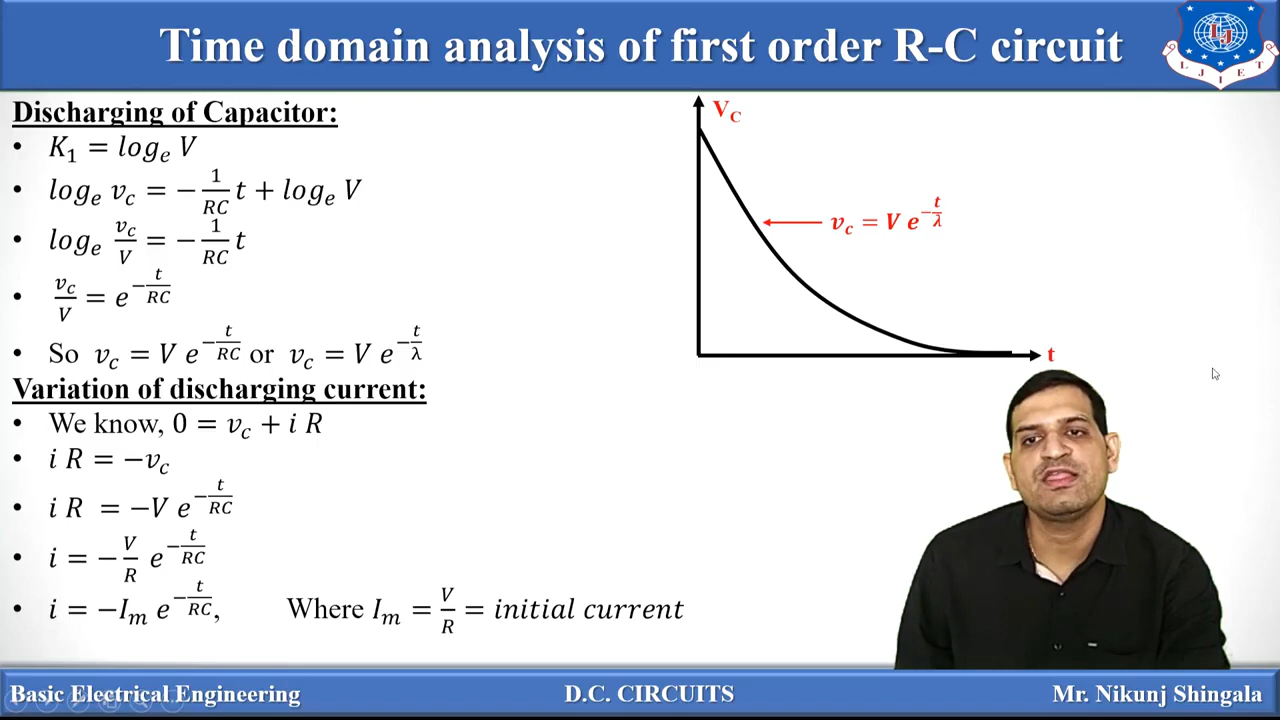 Time domain analysis of first order R-C circuit
L J I E T
Discharging of Capacitor:
• K₁ = logₑ V
• logₑ v_c = −(1/RC) t + logₑ V
• logₑ (v_c/V) = −(1/RC) t
• v_c/V = e^(−t/RC)
• So v_c = V e^(−t/RC) or v_c = V e^(−t/λ)
V_C
v_c = V e^(−t/λ)
t
Variation of discharging current:
• We know, 0 = v_c + i R
• i R = −v_c
• i R = −V e^(−t/RC)
• i = −(V/R) e^(−t/RC)
• i = −I_m e^(−t/RC), Where I_m = V/R = initial current
Basic Electrical Engineering
D.C. CIRCUITS
Mr. Nikunj Shingala